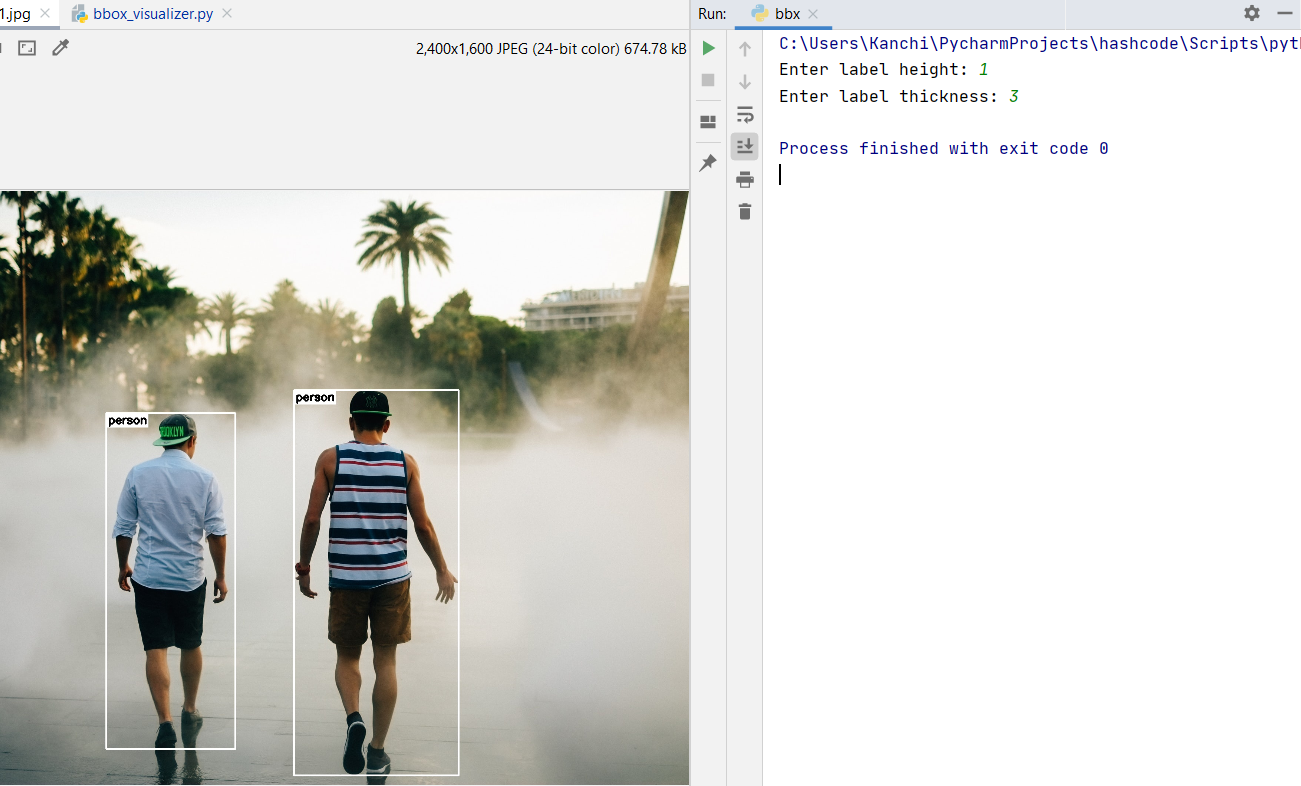 1.jpg
bbox_visualizer.py
2,400x1,600 JPEG (24-bit color) 674.78 kB
Run:
bbx
C:\Users\Kanchi\PycharmProjects\hashcode\Scripts\pyt
Enter label height: 1
Enter label thickness: 3
Process finished with exit code 0
person
person
BROOKLYN